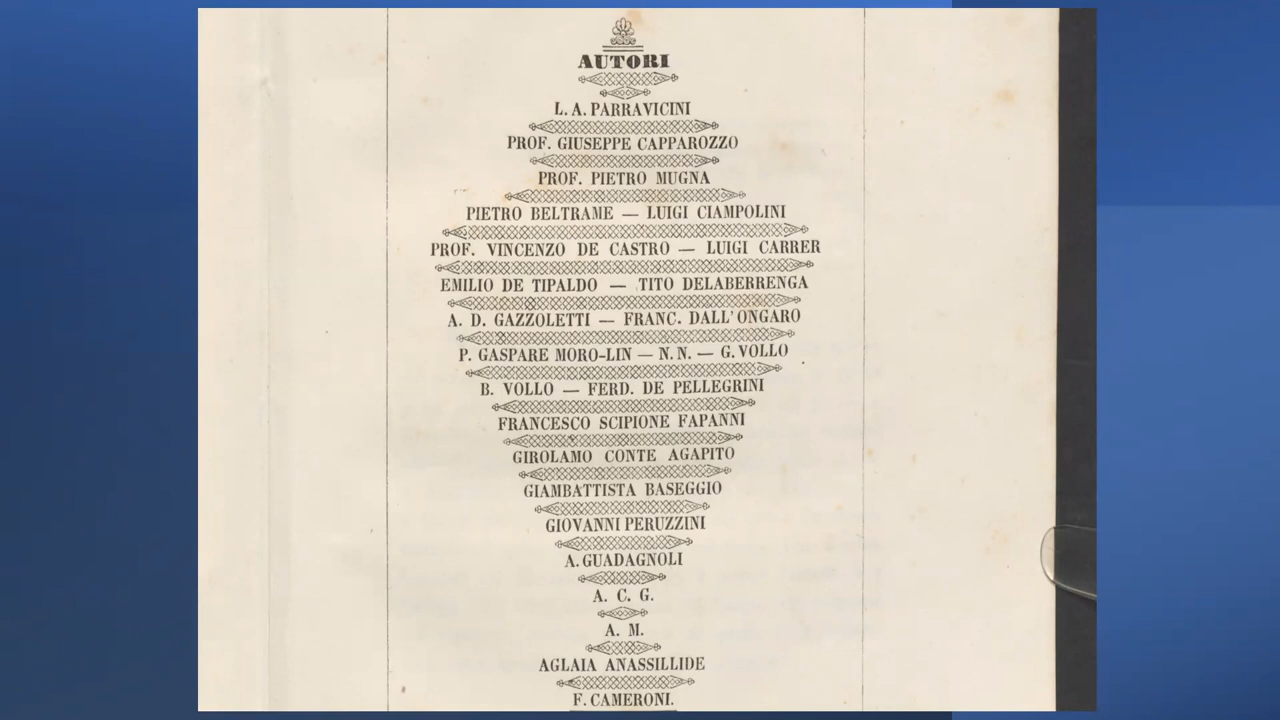 AUTORI
L. A. PARRAVICINI
PROF. GIUSEPPE CAPPAROZZO
PROF. PIETRO MUGNA
PIETRO BELTRAME — LUIGI CIAMPOLINI
PROF. VINCENZO DE CASTRO — LUIGI CARRER
EMILIO DE TIPALDO — TITO DELABERRENGA
A. D. GAZZOLETTI — FRANC. DALL'ONGARO
P. GASPARE MORO-LIN — N. N. — G. VOLLO
B. VOLLO — FERD. DE PELLEGRINI
FRANCESCO SCIPIONE FAPANNI
GIROLAMO CONTE AGAPITO
GIAMBATTISTA BASEGGIO
GIOVANNI PERUZZINI
A. GUADAGNOLI
A. C. G.
A. M.
AGLAIA ANASSILLIDE
F. CAMERONI.